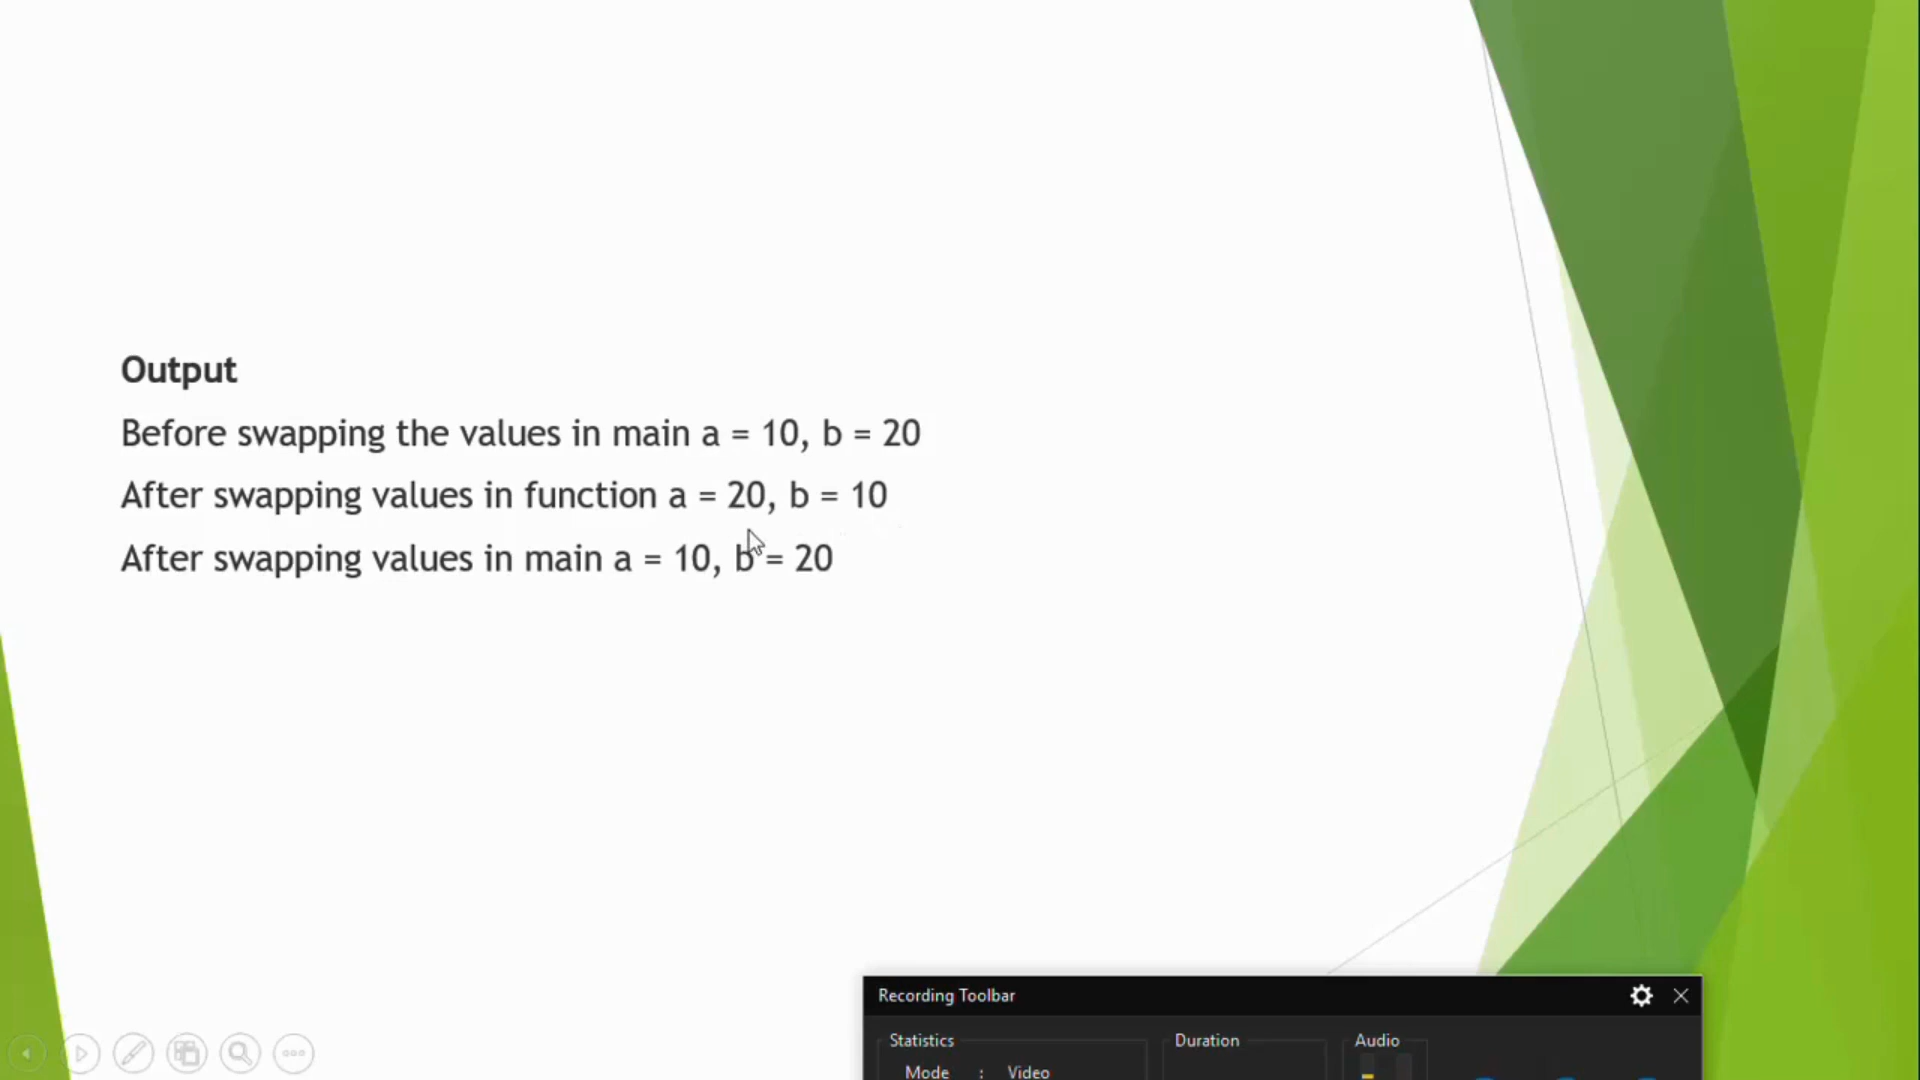 Output
Before swapping the values in main a = 10, b = 20
After swapping values in function a = 20, b = 10
After swapping values in main a = 10, b = 20
Recording Toolbar
Statistics
Duration
Audio
Mode : Video